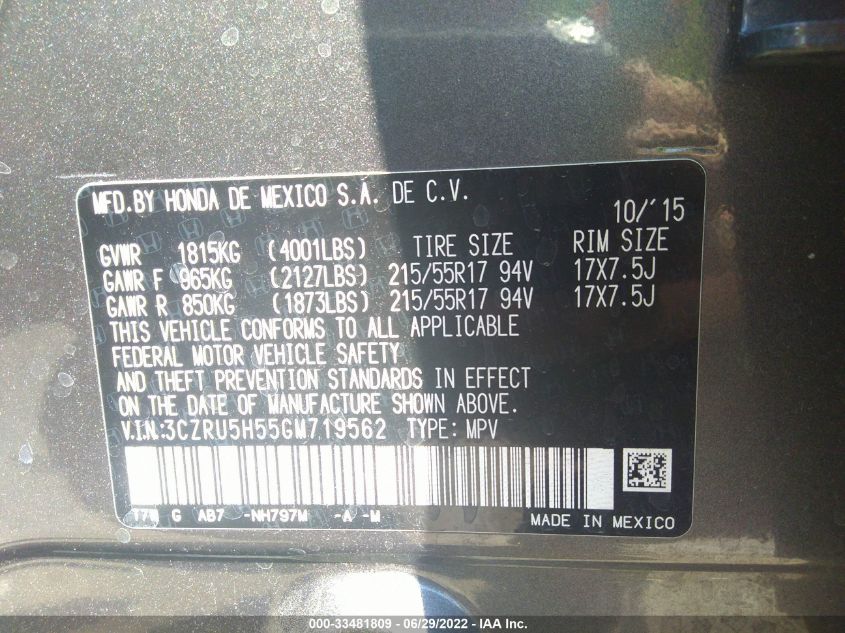 MFD.BY HONDA DE MEXICO S.A. DE C.V.
10/'15
GVWR 1815KG (4001LBS) TIRE SIZE RIM SIZE
GAWR F 965KG (2127LBS) 215/55R17 94V 17X7.5J
GAWR R 850KG (1873LBS) 215/55R17 94V 17X7.5J
THIS VEHICLE CONFORMS TO ALL APPLICABLE
FEDERAL MOTOR VEHICLE SAFETY
AND THEFT PREVENTION STANDARDS IN EFFECT
ON THE DATE OF MANUFACTURE SHOWN ABOVE.
V.I.N:3CZRU5H55GM719562 TYPE: MPV
G AB7 -NH797M -A -M
MADE IN MEXICO
000-33481809 - 06/29/2022 - IAA Inc.